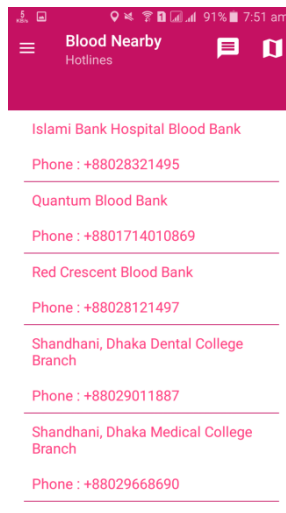 5
KB/s
91% 7:51 am
Blood Nearby
Hotlines
Islami Bank Hospital Blood Bank
Phone : +88028321495
Quantum Blood Bank
Phone : +8801714010869
Red Crescent Blood Bank
Phone : +88028121497
Shandhani, Dhaka Dental College
Branch
Phone : +88029011887
Shandhani, Dhaka Medical College
Branch
Phone : +88029668690